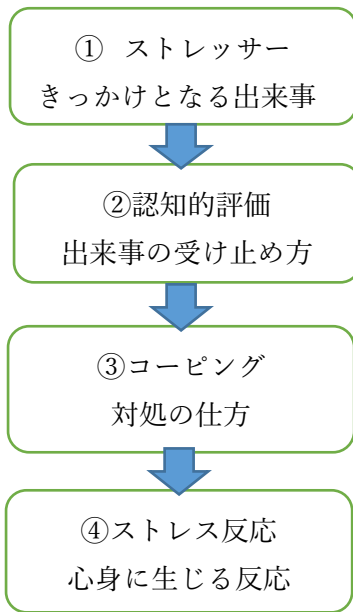 ① ストレッサー
きっかけとなる出来事
②認知的評価
出来事の受け止め方
③コーピング
対処の仕方
④ストレス反応
心身に生じる反応